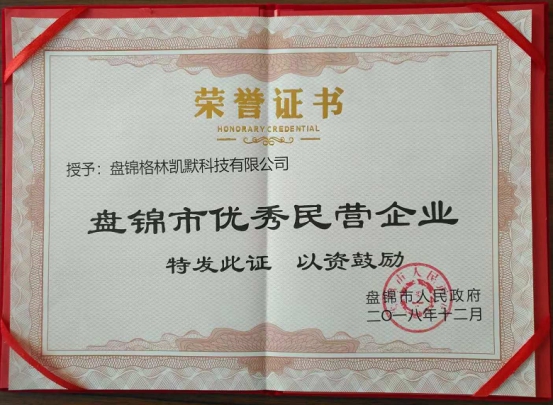 荣誉证书
HONORARY CREDENTIAL
授予：盘锦格林凯默科技有限公司
盘锦市优秀民营企业
特发此证 以资鼓励
盘锦市人民政府
二〇一八年十二月